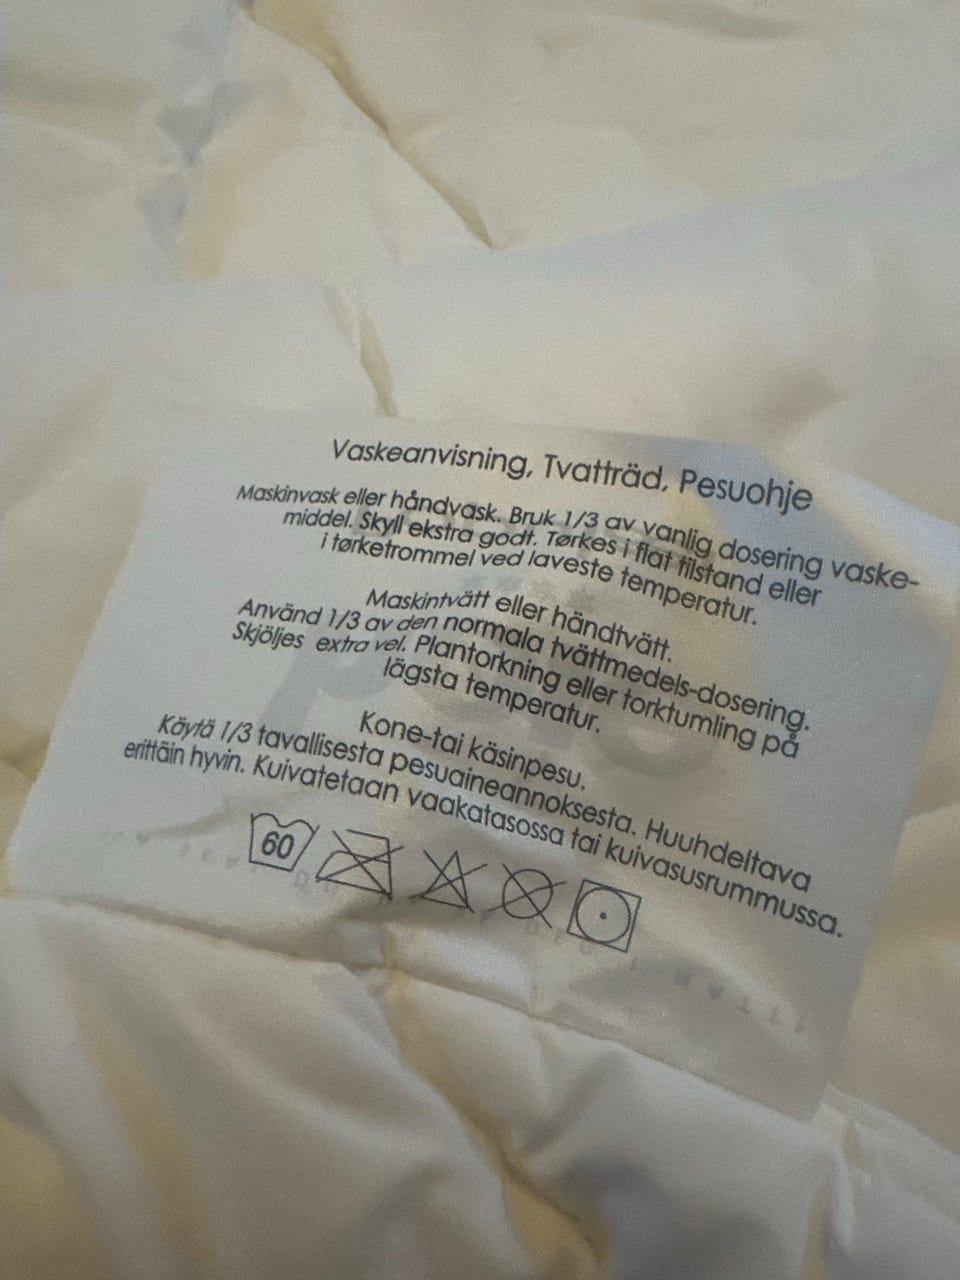 Vaskeanvisning, Tvatträd, Pesuohje
Maskinvask eller håndvask. Bruk 1/3 av vanlig dosering vaske-
middel. Skyll ekstra godt. Tørkes i flat tilstand eller
i tørketrommel ved laveste temperatur.
Maskintvätt eller händtvätt.
Använd 1/3 av den normala tvättmedels-dosering.
Skjöljes extra vel. Plantorkning eller torktumling på
lägsta temperatur.
Kone-tai käsinpesu.
Käytä 1/3 tavallisesta pesuaineannoksesta. Huuhdeltava
erittäin hyvin. Kuivatetaan vaakatasossa tai kuivasusrummussa.
60